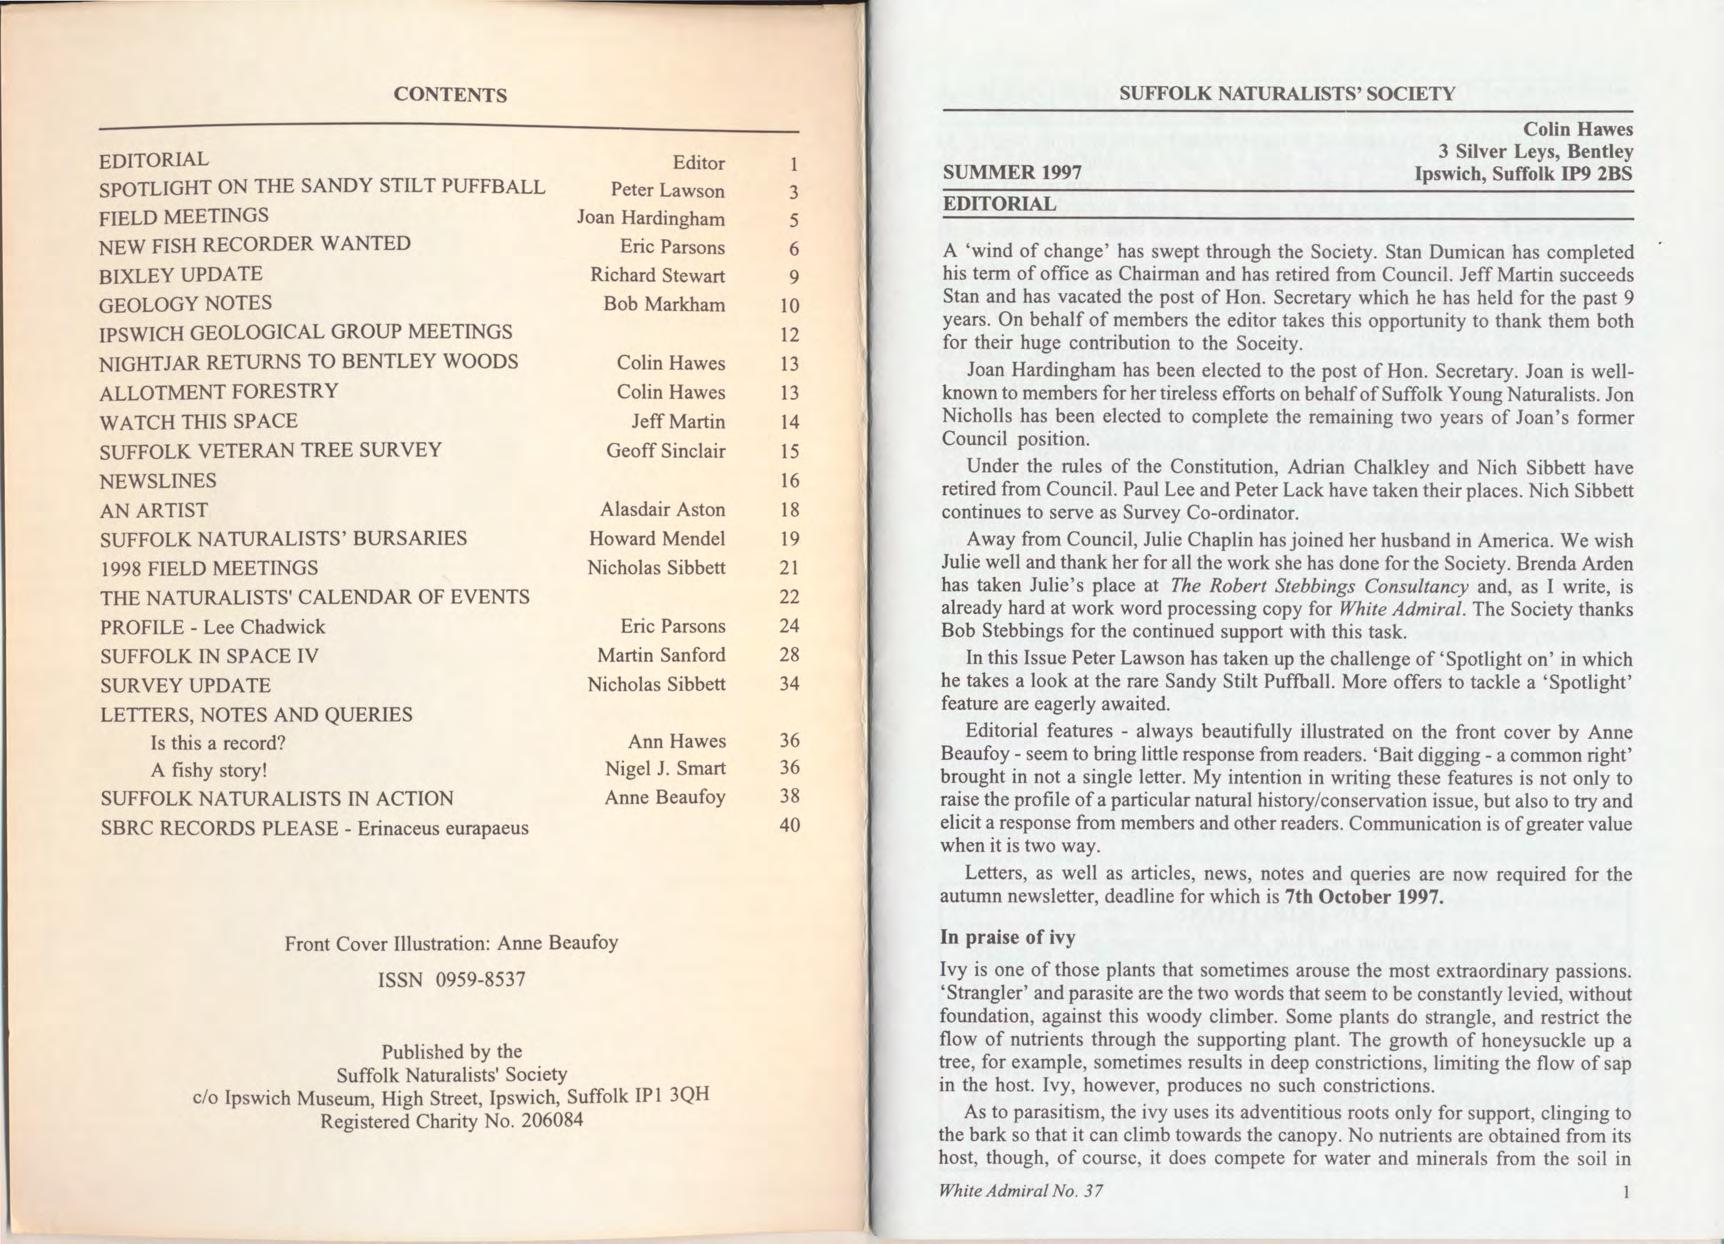 CONTENTS
EDITORIAL Editor 1
SPOTLIGHT ON THE SANDY STILT PUFFBALL Peter Lawson 3
FIELD MEETINGS Joan Hardingham 5
NEW FISH RECORDER WANTED Eric Parsons 6
BIXLEY UPDATE Richard Stewart 9
GEOLOGY NOTES Bob Markham 10
IPSWICH GEOLOGICAL GROUP MEETINGS 12
NIGHTJAR RETURNS TO BENTLEY WOODS Colin Hawes 13
ALLOTMENT FORESTRY Colin Hawes 13
WATCH THIS SPACE Jeff Martin 14
SUFFOLK VETERAN TREE SURVEY Geoff Sinclair 15
NEWSLINES 16
AN ARTIST Alasdair Aston 18
SUFFOLK NATURALISTS' BURSARIES Howard Mendel 19
1998 FIELD MEETINGS Nicholas Sibbett 21
THE NATURALISTS' CALENDAR OF EVENTS 22
PROFILE - Lee Chadwick Eric Parsons 24
SUFFOLK IN SPACE IV Martin Sanford 28
SURVEY UPDATE Nicholas Sibbett 34
LETTERS, NOTES AND QUERIES
Is this a record? Ann Hawes 36
A fishy story! Nigel J. Smart 36
SUFFOLK NATURALISTS IN ACTION Anne Beaufoy 38
SBRC RECORDS PLEASE - Erinaceus eurapaeus 40
Front Cover Illustration: Anne Beaufoy
ISSN 0959-8537
Published by the
Suffolk Naturalists' Society
c/o Ipswich Museum, High Street, Ipswich, Suffolk IP1 3QH
Registered Charity No. 206084
SUFFOLK NATURALISTS' SOCIETY
Colin Hawes
3 Silver Leys, Bentley
SUMMER 1997 Ipswich, Suffolk IP9 2BS
EDITORIAL
A 'wind of change' has swept through the Society. Stan Dumican has completed
his term of office as Chairman and has retired from Council. Jeff Martin succeeds
Stan and has vacated the post of Hon. Secretary which he has held for the past 9
years. On behalf of members the editor takes this opportunity to thank them both
for their huge contribution to the Soceity.
Joan Hardingham has been elected to the post of Hon. Secretary. Joan is well-
known to members for her tireless efforts on behalf of Suffolk Young Naturalists. Jon
Nicholls has been elected to complete the remaining two years of Joan's former
Council position.
Under the rules of the Constitution, Adrian Chalkley and Nich Sibbett have
retired from Council. Paul Lee and Peter Lack have taken their places. Nich Sibbett
continues to serve as Survey Co-ordinator.
Away from Council, Julie Chaplin has joined her husband in America. We wish
Julie well and thank her for all the work she has done for the Society. Brenda Arden
has taken Julie's place at The Robert Stebbings Consultancy and, as I write, is
already hard at work word processing copy for White Admiral. The Society thanks
Bob Stebbings for the continued support with this task.
In this Issue Peter Lawson has taken up the challenge of 'Spotlight on' in which
he takes a look at the rare Sandy Stilt Puffball. More offers to tackle a 'Spotlight'
feature are eagerly awaited.
Editorial features - always beautifully illustrated on the front cover by Anne
Beaufoy - seem to bring little response from readers. 'Bait digging - a common right'
brought in not a single letter. My intention in writing these features is not only to
raise the profile of a particular natural history/conservation issue, but also to try and
elicit a response from members and other readers. Communication is of greater value
when it is two way.
Letters, as well as articles, news, notes and queries are now required for the
autumn newsletter, deadline for which is 7th October 1997.
In praise of ivy
Ivy is one of those plants that sometimes arouse the most extraordinary passions.
'Strangler' and parasite are the two words that seem to be constantly levied, without
foundation, against this woody climber. Some plants do strangle, and restrict the
flow of nutrients through the supporting plant. The growth of honeysuckle up a
tree, for example, sometimes results in deep constrictions, limiting the flow of sap
in the host. Ivy, however, produces no such constrictions.
As to parasitism, the ivy uses its adventitious roots only for support, clinging to
the bark so that it can climb towards the canopy. No nutrients are obtained from its
host, though, of course, it does compete for water and minerals from the soil in
White Admiral No. 37 1